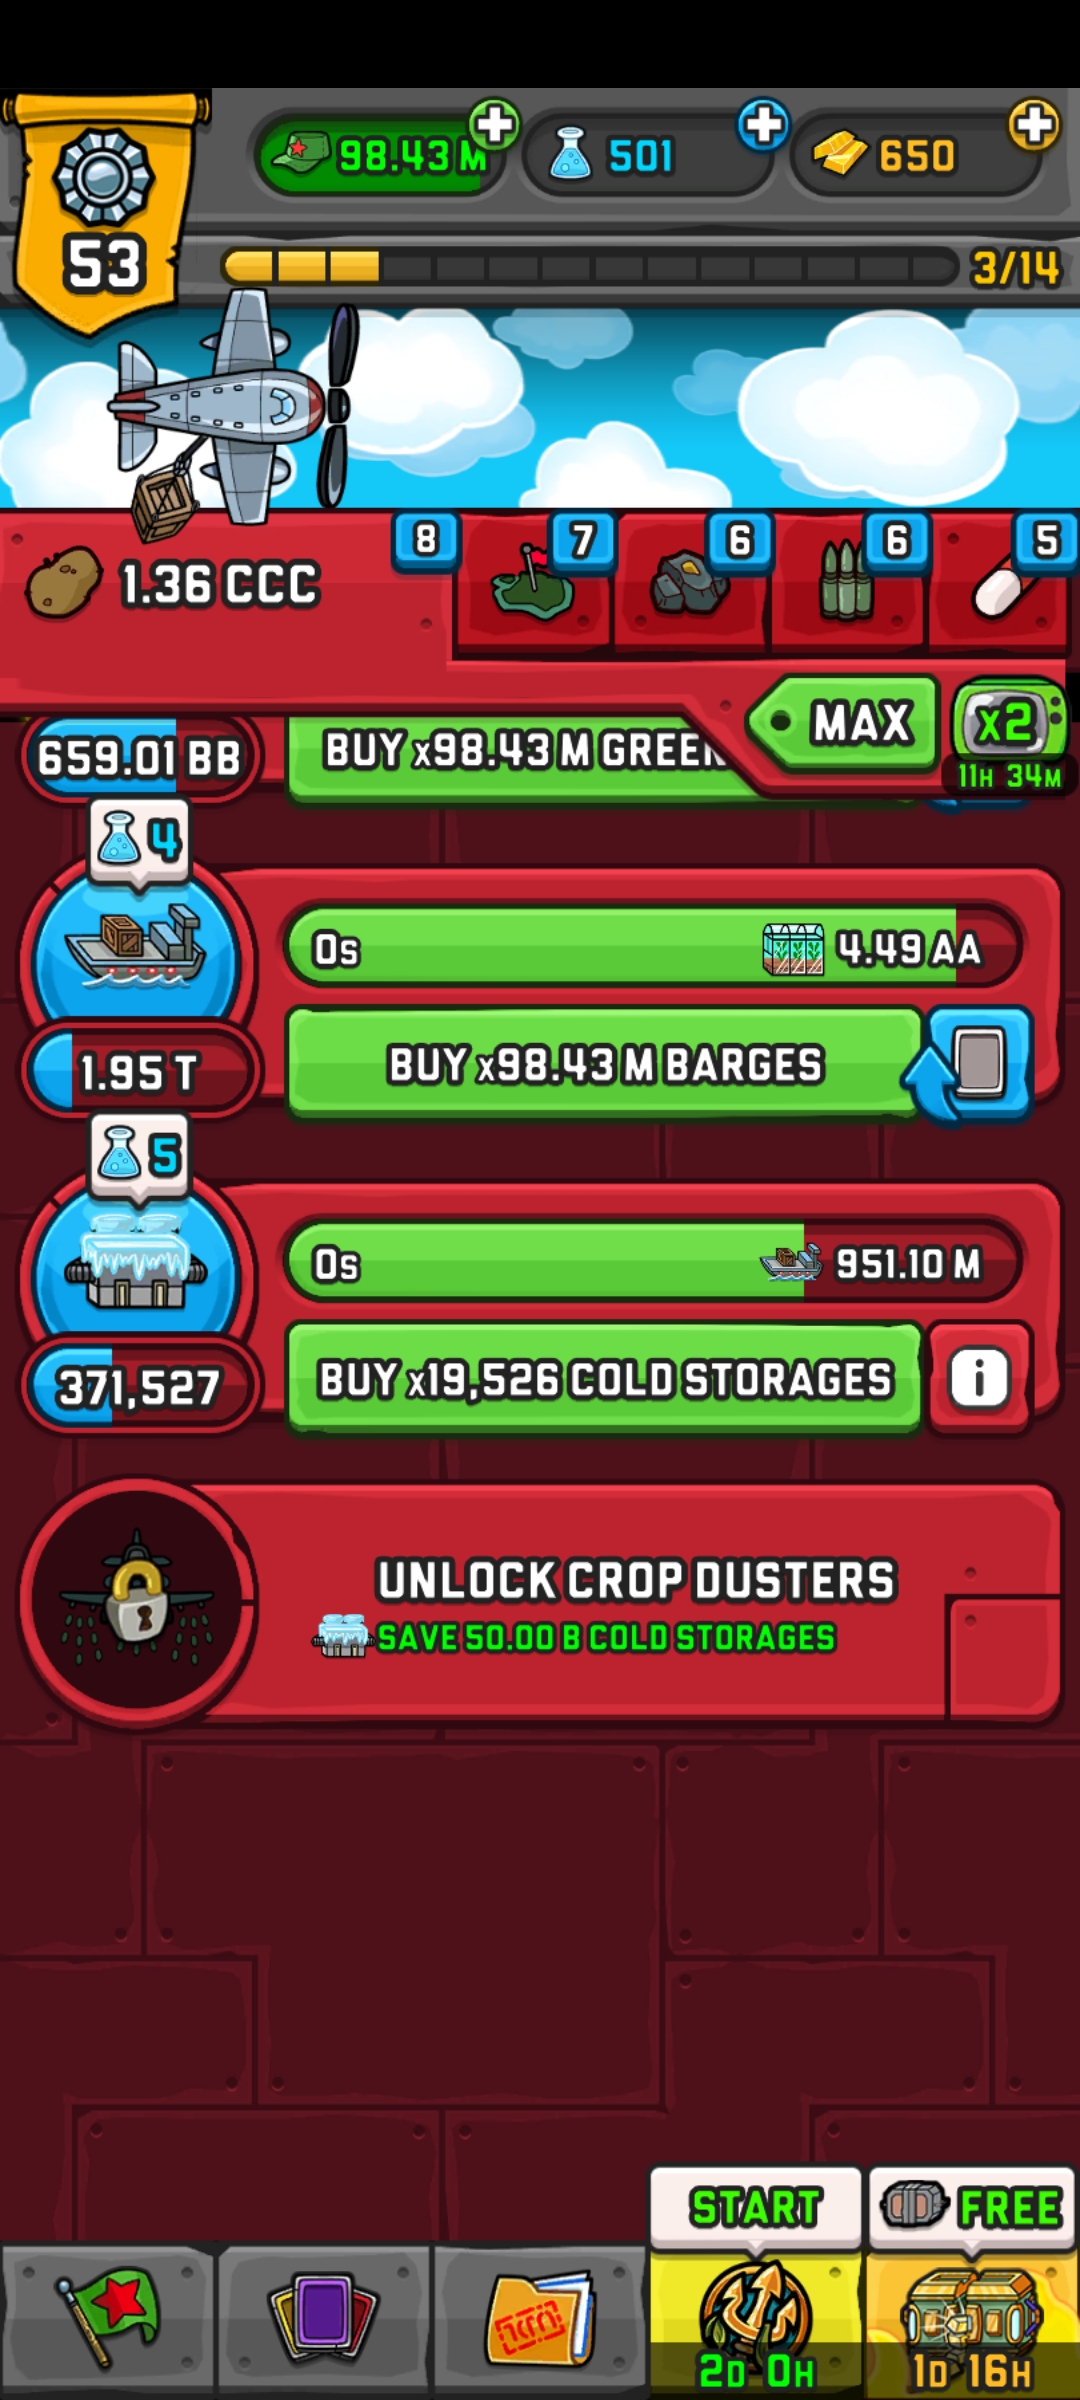 53
98.43 M
501
650
3/14
1.36 CCC
8
7
6
6
5
MAX
x2
11H 34M
659.01 BB
BUY x98.43 M GREEN
4
0s
4.49 AA
1.95 T
BUY x98.43 M BARGES
5
0s
951.10 M
371,527
BUY x19,526 COLD STORAGES
i
UNLOCK CROP DUSTERS
SAVE 50.00 B COLD STORAGES
START
FREE
2D 0H
1D 16H